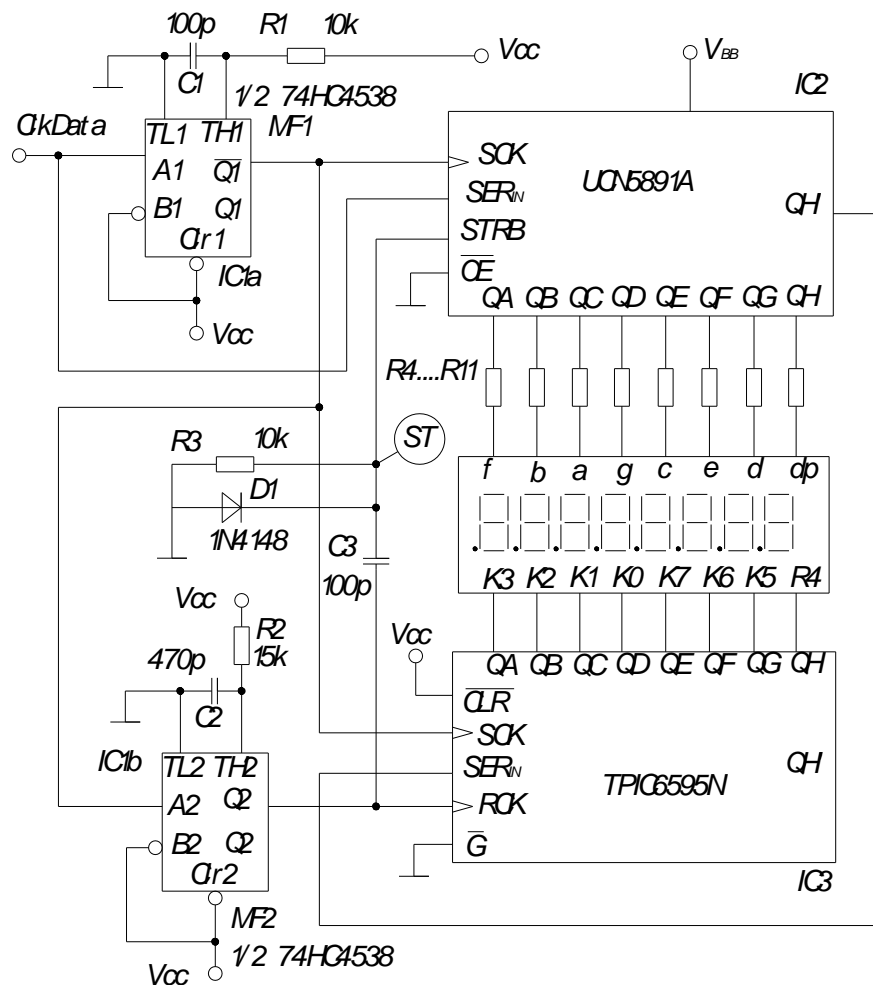 100p R1 10k
Vcc
VBB
IC2
C1
1/2 74HC4538
ClkData
TL1 TH1 MF1
A1 Q1
B1 Q1
Clr1
IC1a
Vcc
SCK
UCN5891A
SERIN
QH
STRB
OE
QA QB QC QD QE QF QG QH
R4....R11
R3 10k
ST
D1
1N4148
C3
100p
f b a g c e d dp
K3 K2 K1 K0 K7 K6 K5 R4
Vcc
R2
15k
470p
C2
Vcc
QA QB QC QD QE QF QG QH
CLR
SCK
QH
SERIN
TPIC6595N
RCK
G
IC3
IC1b
TL2 TH2
A2 Q2
B2 Q2
Clr2
MF2
1/2 74HC4538
Vcc